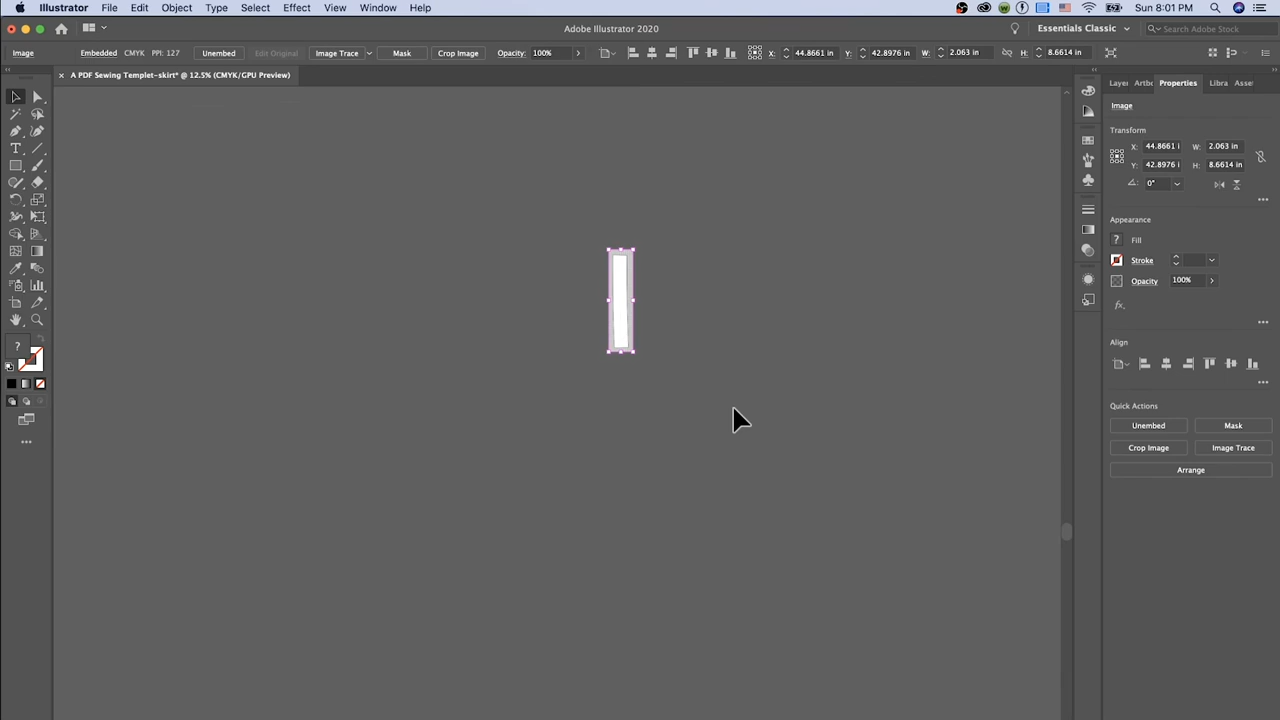 Illustrator File Edit Object Type Select Effect View Window Help Sun 8:01 PM
Adobe Illustrator 2020 Essentials Classic Search Adobe Stock
Image Embedded CMYK PPI: 127 Unembed Edit Original Image Trace Mask Crop Image Opacity: 100% X: 44.8661 in Y: 42.8976 in W: 2.063 in H: 8.6614 in
× A PDF Sewing Templet-skirt* @ 12.5% (CMYK/GPU Preview)
Layer Artbo Properties Libra Asse
Image
Transform
X: 44.8661 i W: 2.063 in
Y: 42.8976 i H: 8.6614 in
0°
Appearance
? Fill
Stroke
Opacity 100%
fx.
Align
Quick Actions
Unembed Mask
Crop Image Image Trace
Arrange
?